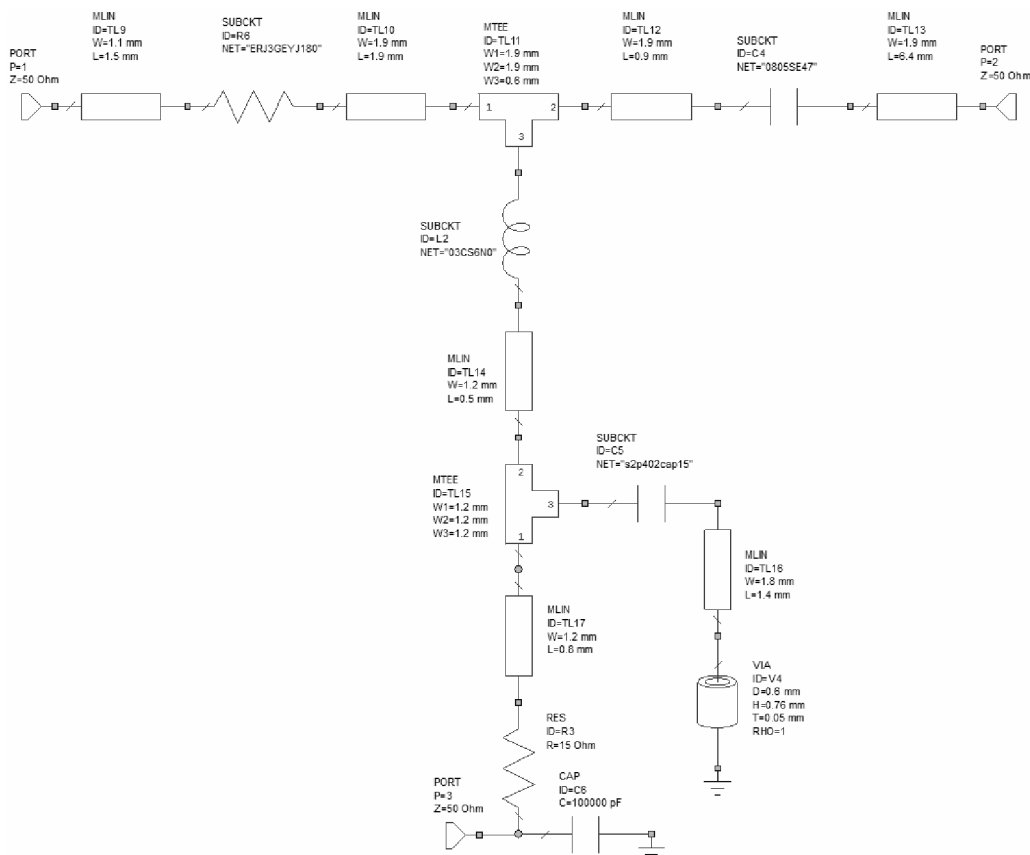 PORT
P=1
Z=50 Ohm
MLIN
ID=TL9
W=1.1 mm
L=1.5 mm
SUBCKT
ID=R6
NET="ERJ3GEYJ180"
MLIN
ID=TL10
W=1.9 mm
L=1.9 mm
MTEE
ID=TL11
W1=1.9 mm
W2=1.9 mm
W3=0.6 mm
1
2
3
MLIN
ID=TL12
W=1.9 mm
L=0.9 mm
SUBCKT
ID=C4
NET="0805SE47"
MLIN
ID=TL13
W=1.9 mm
L=6.4 mm
PORT
P=2
Z=50 Ohm
SUBCKT
ID=L2
NET="03CS6N0"
MLIN
ID=TL14
W=1.2 mm
L=0.5 mm
MTEE
ID=TL15
W1=1.2 mm
W2=1.2 mm
W3=1.2 mm
2
3
1
SUBCKT
ID=C5
NET="s2p402cap15"
MLIN
ID=TL16
W=1.8 mm
L=1.4 mm
MLIN
ID=TL17
W=1.2 mm
L=0.8 mm
VIA
ID=V4
D=0.6 mm
H=0.76 mm
T=0.05 mm
RHO=1
RES
ID=R3
R=15 Ohm
PORT
P=3
Z=50 Ohm
CAP
ID=C6
C=100000 pF